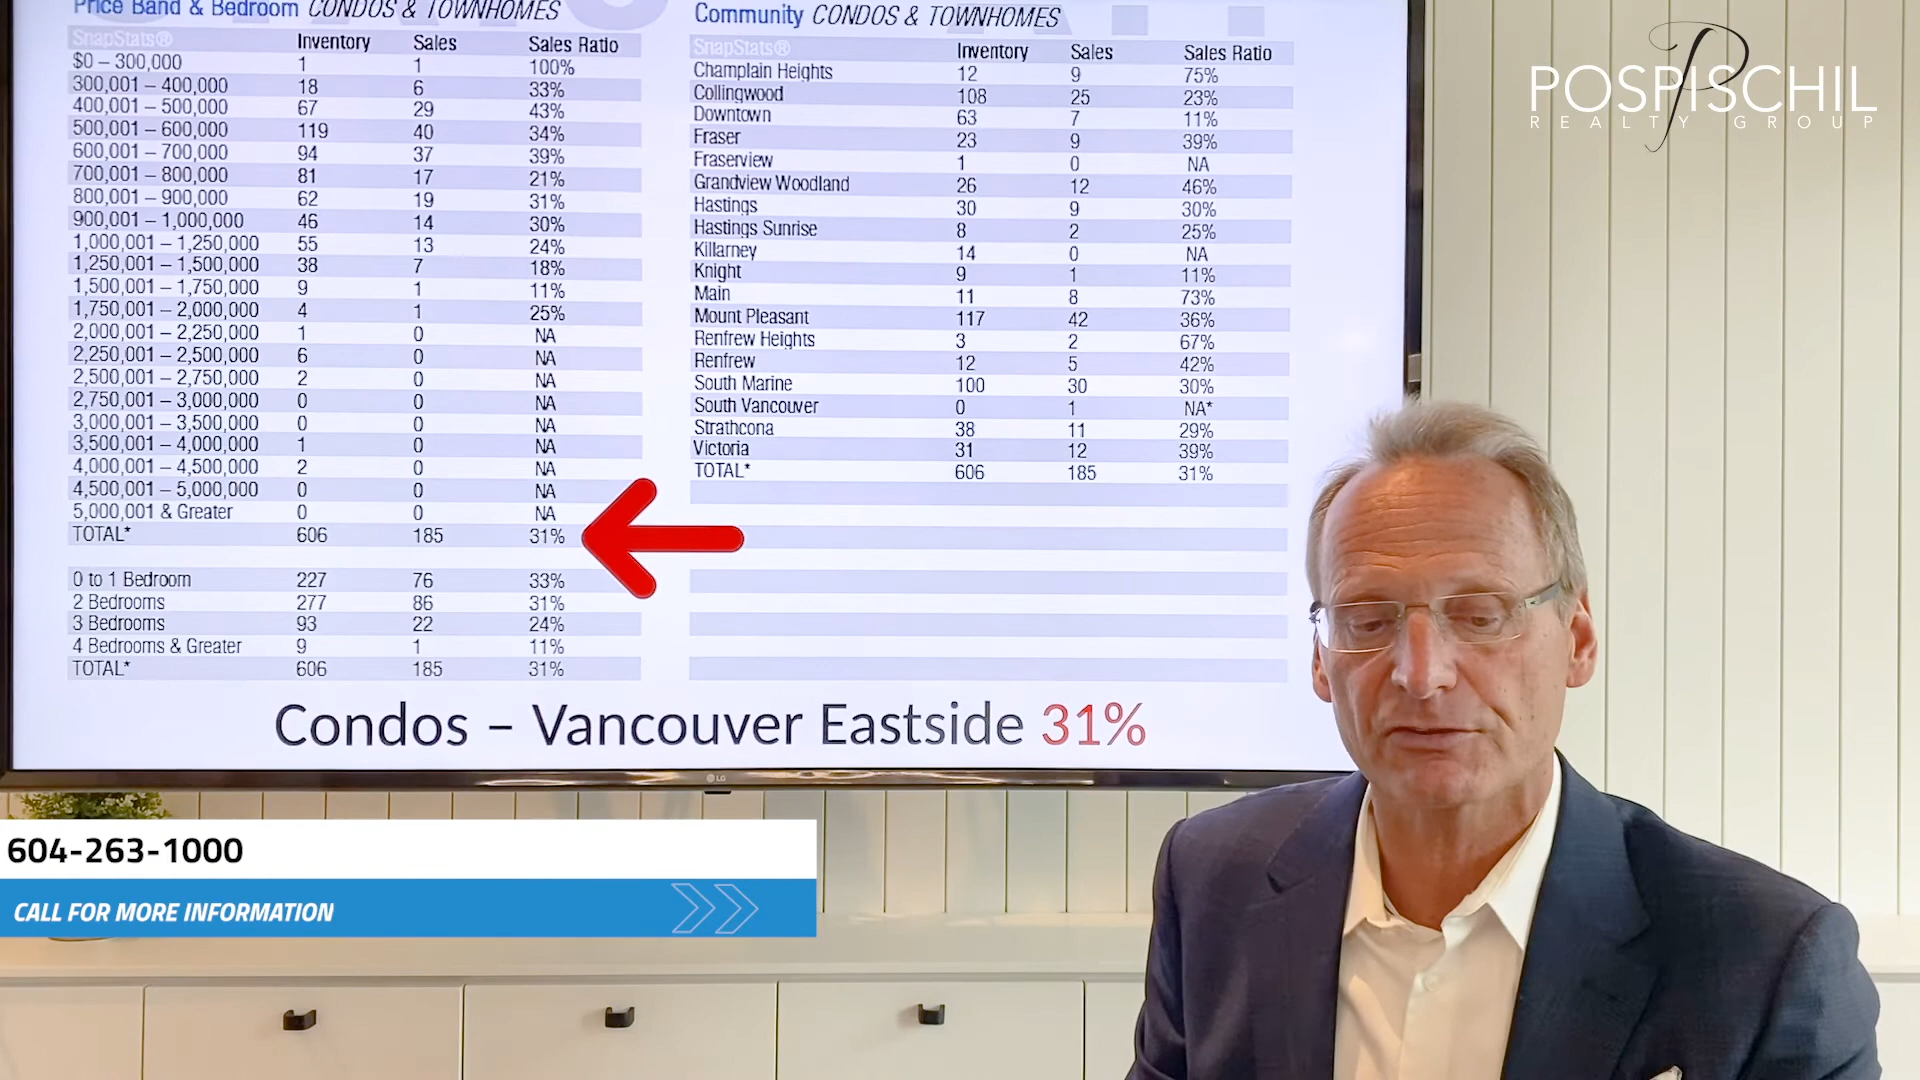 Price Band & Bedroom CONDOS & TOWNHOMES
SnapStats® Inventory Sales Sales Ratio
$0 – 300,000 1 1 100%
300,001 – 400,000 18 6 33%
400,001 – 500,000 67 29 43%
500,001 – 600,000 119 40 34%
600,001 – 700,000 94 37 39%
700,001 – 800,000 81 17 21%
800,001 – 900,000 62 19 31%
900,001 – 1,000,000 46 14 30%
1,000,001 – 1,250,000 55 13 24%
1,250,001 – 1,500,000 38 7 18%
1,500,001 – 1,750,000 9 1 11%
1,750,001 – 2,000,000 4 1 25%
2,000,001 – 2,250,000 1 0 NA
2,250,001 – 2,500,000 6 0 NA
2,500,001 – 2,750,000 2 0 NA
2,750,001 – 3,000,000 0 0 NA
3,000,001 – 3,500,000 0 0 NA
3,500,001 – 4,000,000 1 0 NA
4,000,001 – 4,500,000 2 0 NA
4,500,001 – 5,000,000 0 0 NA
5,000,001 & Greater 0 0 NA
TOTAL* 606 185 31%
0 to 1 Bedroom 227 76 33%
2 Bedrooms 277 86 31%
3 Bedrooms 93 22 24%
4 Bedrooms & Greater 9 1 11%
TOTAL* 606 185 31%
Community CONDOS & TOWNHOMES
SnapStats® Inventory Sales Sales Ratio
Champlain Heights 12 9 75%
Collingwood 108 25 23%
Downtown 63 7 11%
Fraser 23 9 39%
Fraserview 1 0 NA
Grandview Woodland 26 12 46%
Hastings 30 9 30%
Hastings Sunrise 8 2 25%
Killarney 14 0 NA
Knight 9 1 11%
Main 11 8 73%
Mount Pleasant 117 42 36%
Renfrew Heights 3 2 67%
Renfrew 12 5 42%
South Marine 100 30 30%
South Vancouver 0 1 NA*
Strathcona 38 11 29%
Victoria 31 12 39%
TOTAL* 606 185 31%
Condos – Vancouver Eastside 31%
LG
POSPISCHIL
REALTY GROUP
604-263-1000
CALL FOR MORE INFORMATION